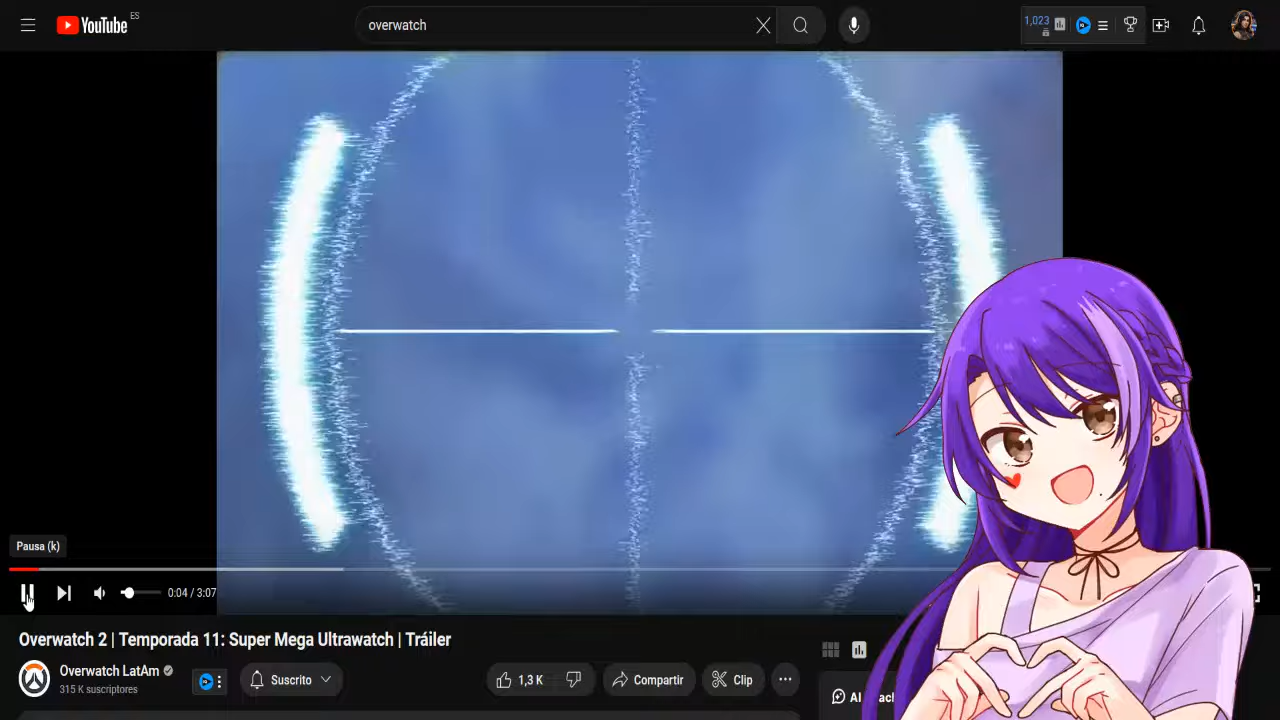 YouTube ES
overwatch
1,023
Pausa (k)
0:04 / 3:07
Overwatch 2 | Temporada 11: Super Mega Ultrawatch | Tráiler
Overwatch LatAm
315 K suscriptores
Suscrito
1,3 K
Compartir
Clip